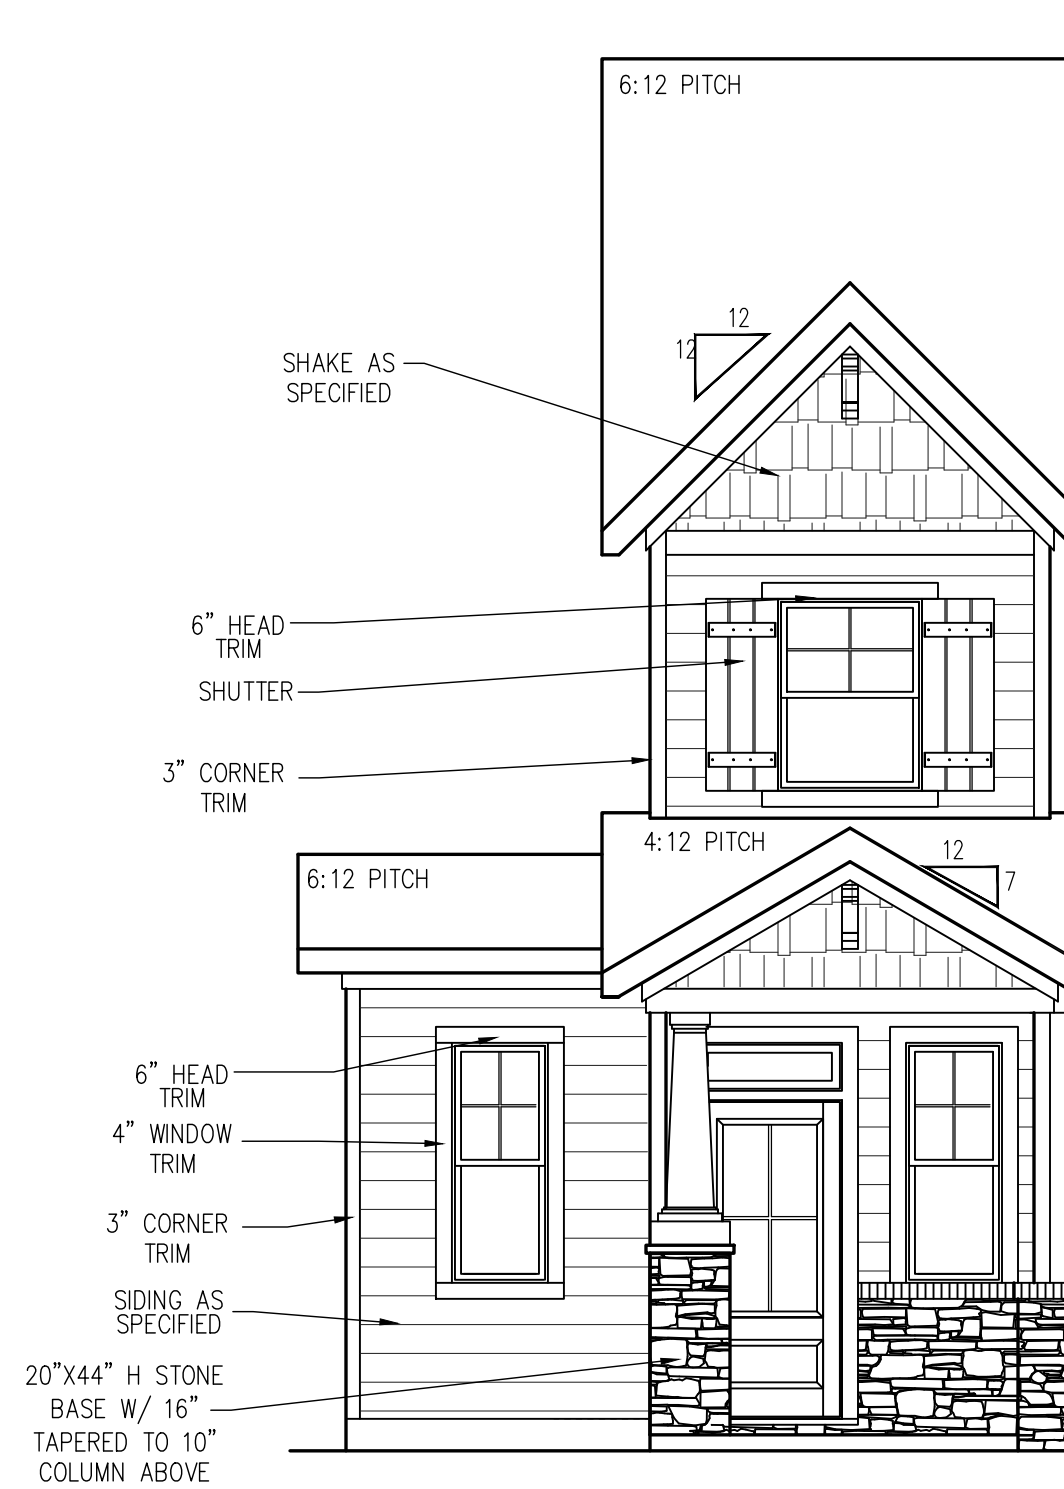 6:12 PITCH
12
12
SHAKE AS
SPECIFIED
6" HEAD
TRIM
SHUTTER
3" CORNER
TRIM
4:12 PITCH
12
7
6:12 PITCH
6" HEAD
TRIM
4" WINDOW
TRIM
3" CORNER
TRIM
SIDING AS
SPECIFIED
20"X44" H STONE
BASE W/ 16"
TAPERED TO 10"
COLUMN ABOVE